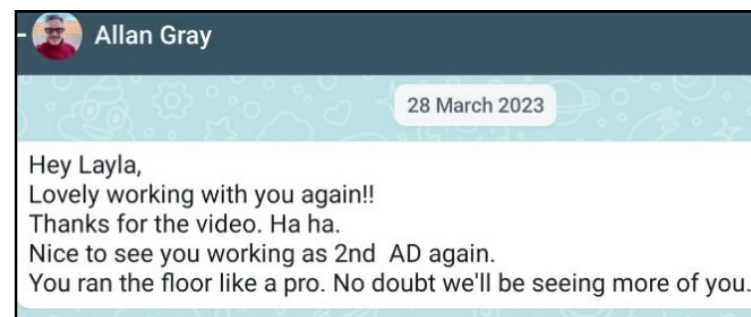 Allan Gray
28 March 2023
Hey Layla,
Lovely working with you again!!
Thanks for the video. Ha ha.
Nice to see you working as 2nd  AD again.
You ran the floor like a pro. No doubt we'll be seeing more of you.